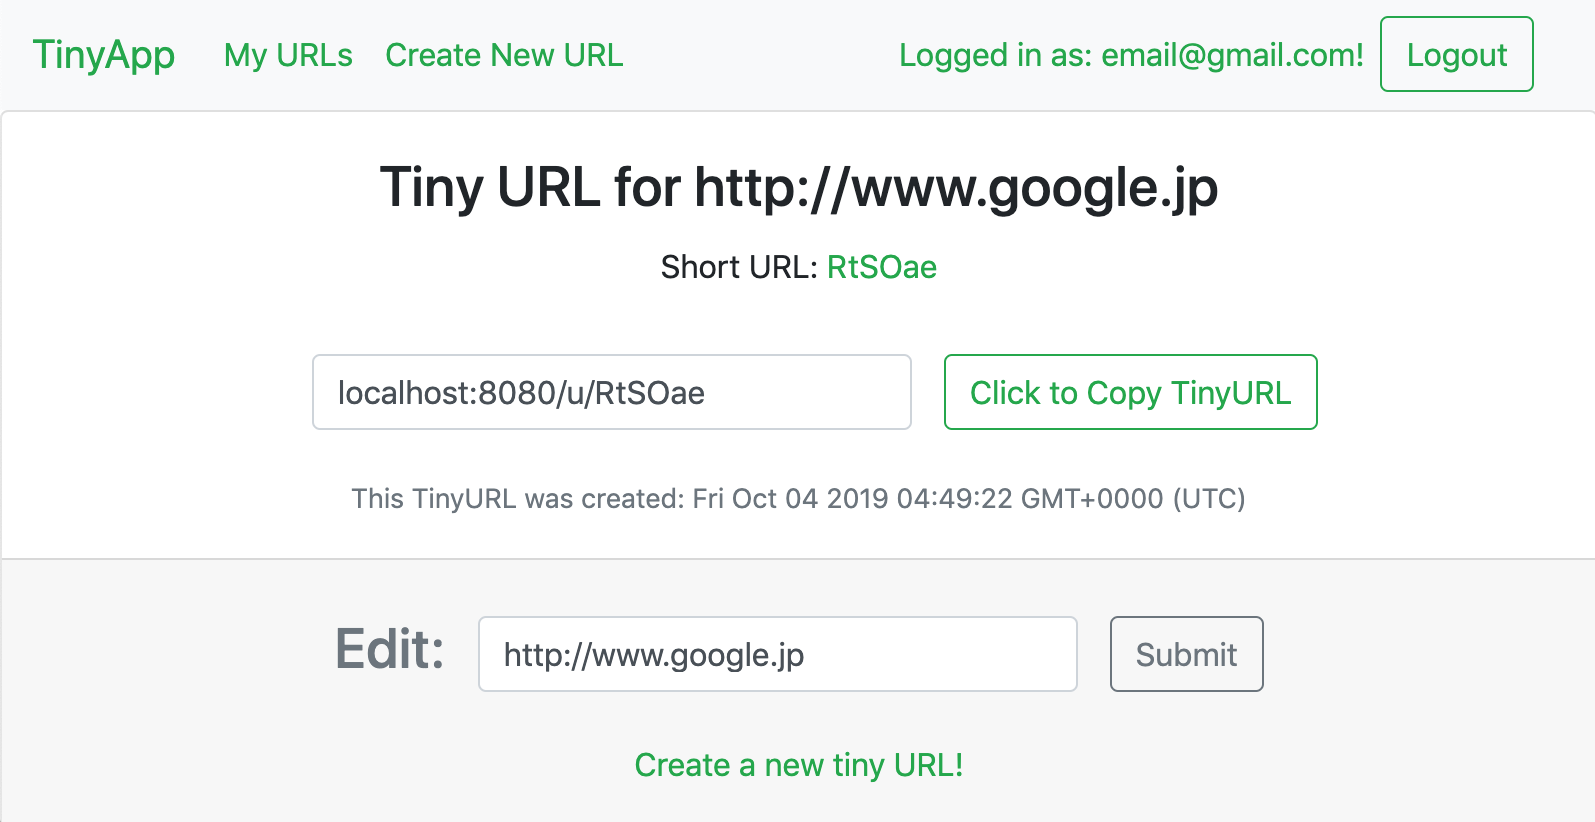 TinyApp My URLs Create New URL Logged in as: email@gmail.com! Logout
Tiny URL for http://www.google.jp
Short URL: RtSOae
localhost:8080/u/RtSOae Click to Copy TinyURL
This TinyURL was created: Fri Oct 04 2019 04:49:22 GMT+0000 (UTC)
Edit: http://www.google.jp Submit
Create a new tiny URL!